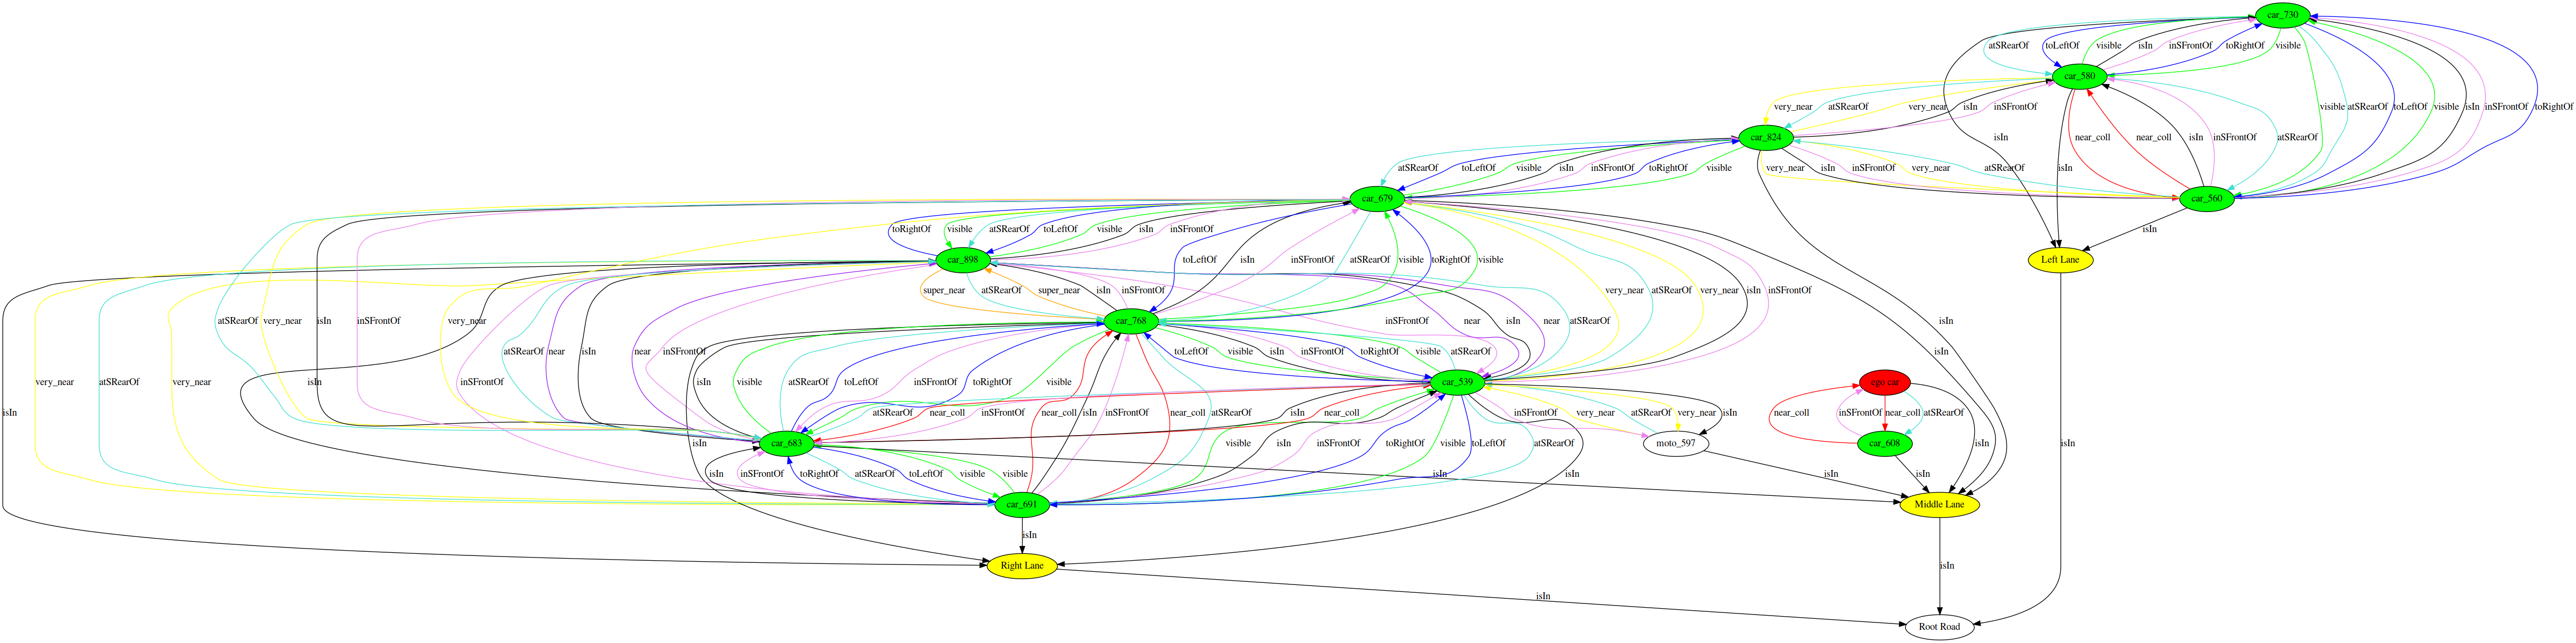 car_730
atSRearOf toLeftOf visible isIn inSFrontOf toRightOf visible
car_580
very_near atSRearOf very_near isIn inSFrontOf visible atSRearOf toLeftOf visible isIn inSFrontOf toRightOf
car_824
isIn near_coll near_coll isIn inSFrontOf atSRearOf
atSRearOf toLeftOf visible isIn inSFrontOf toRightOf visible very_near isIn inSFrontOf very_near atSRearOf isIn
car_679 car_560
toRightOf visible atSRearOf toLeftOf visible isIn inSFrontOf isIn
car_898 toLeftOf isIn inSFrontOf atSRearOf visible toRightOf visible Left Lane
super_near atSRearOf super_near isIn inSFrontOf very_near atSRearOf very_near isIn inSFrontOf
atSRearOf very_near isIn inSFrontOf very_near car_768 inSFrontOf near isIn near atSRearOf isIn
atSRearOf near isIn near inSFrontOf toLeftOf visible isIn inSFrontOf toRightOf visible atSRearOf isIn
very_near atSRearOf very_near isIn inSFrontOf isIn visible atSRearOf toLeftOf inSFrontOf toRightOf visible car_539 ego car
isIn atSRearOf near_coll inSFrontOf near_coll isIn inSFrontOf near_coll atSRearOf isIn near_coll inSFrontOf very_near atSRearOf very_near isIn near_coll inSFrontOf near_coll atSRearOf
isIn car_683 visible isIn inSFrontOf toRightOf visible toLeftOf atSRearOf moto_597 car_608 isIn isIn
isIn inSFrontOf toRightOf atSRearOf toLeftOf visible visible isIn isIn isIn isIn
car_691 Middle Lane
isIn
Right Lane isIn
isIn
Root Road